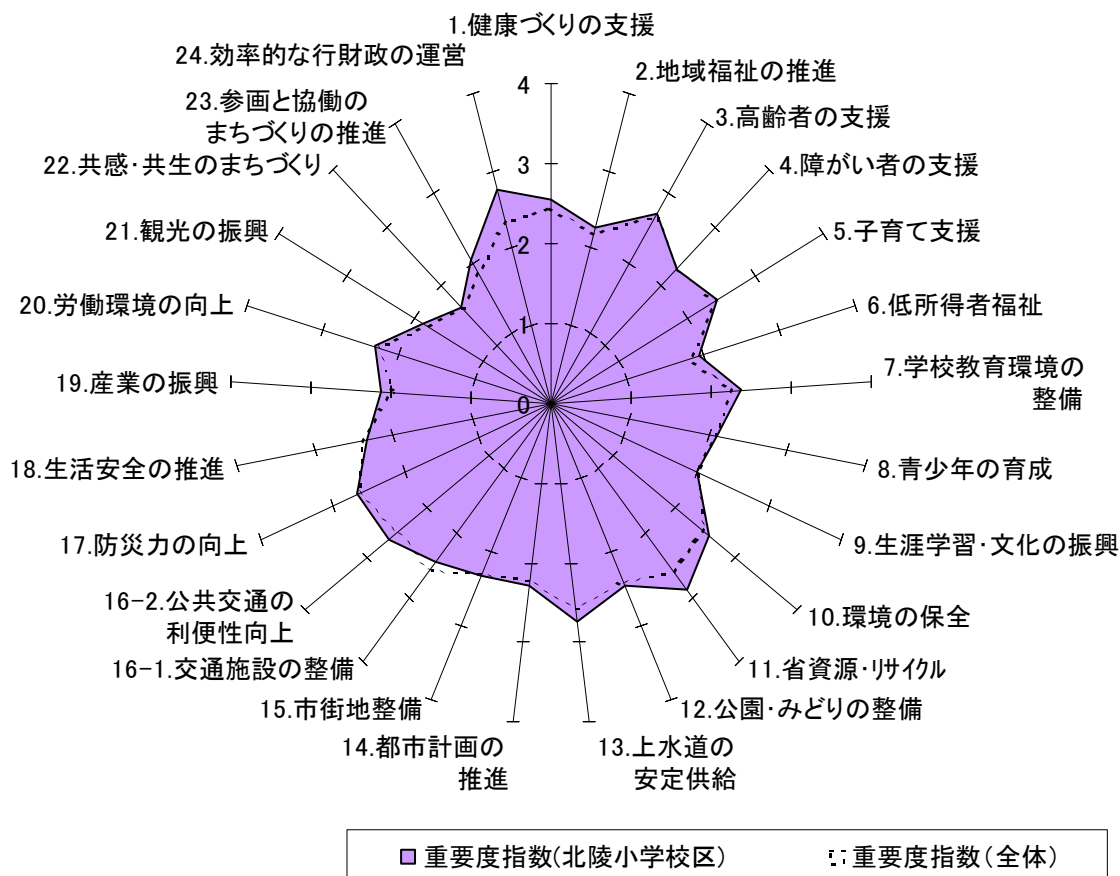 1.健康づくりの支援
2.地域福祉の推進
3.高齢者の支援
4.障がい者の支援
5.子育て支援
6.低所得者福祉
7.学校教育環境の
整備
8.青少年の育成
9.生涯学習・文化の振興
10.環境の保全
11.省資源・リサイクル
12.公園・みどりの整備
13.上水道の
安定供給
14.都市計画の
推進
15.市街地整備
16-1.交通施設の整備
16-2.公共交通の
利便性向上
17.防災力の向上
18.生活安全の推進
19.産業の振興
20.労働環境の向上
21.観光の振興
22.共感・共生のまちづくり
23.参画と協働の
まちづくりの推進
24.効率的な行財政の運営
4
3
2
1
0
重要度指数(北陵小学校区)
重要度指数(全体)